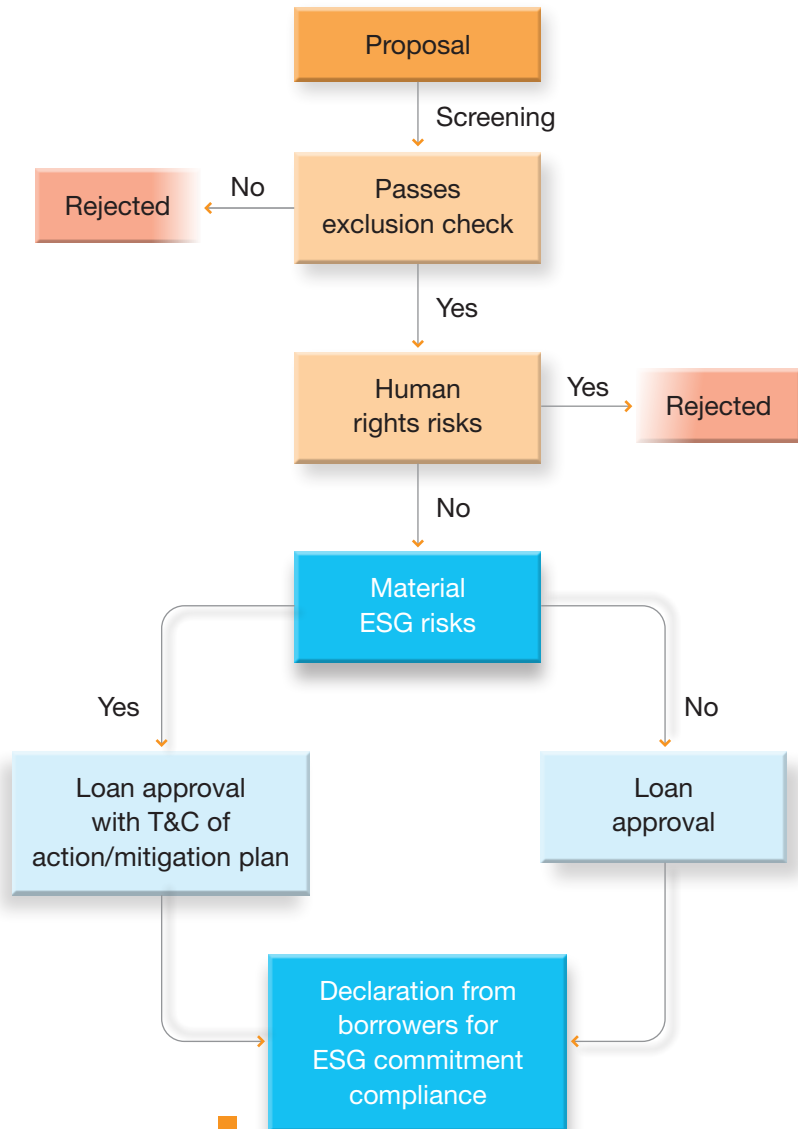 Proposal
Screening
No
Rejected
Passes
exclusion check
Yes
Human
rights risks
Yes
Rejected
No
Material
ESG risks
Yes
No
Loan approval
with T&C of
action/mitigation plan
Loan
approval
Declaration from
borrowers for
ESG commitment
compliance